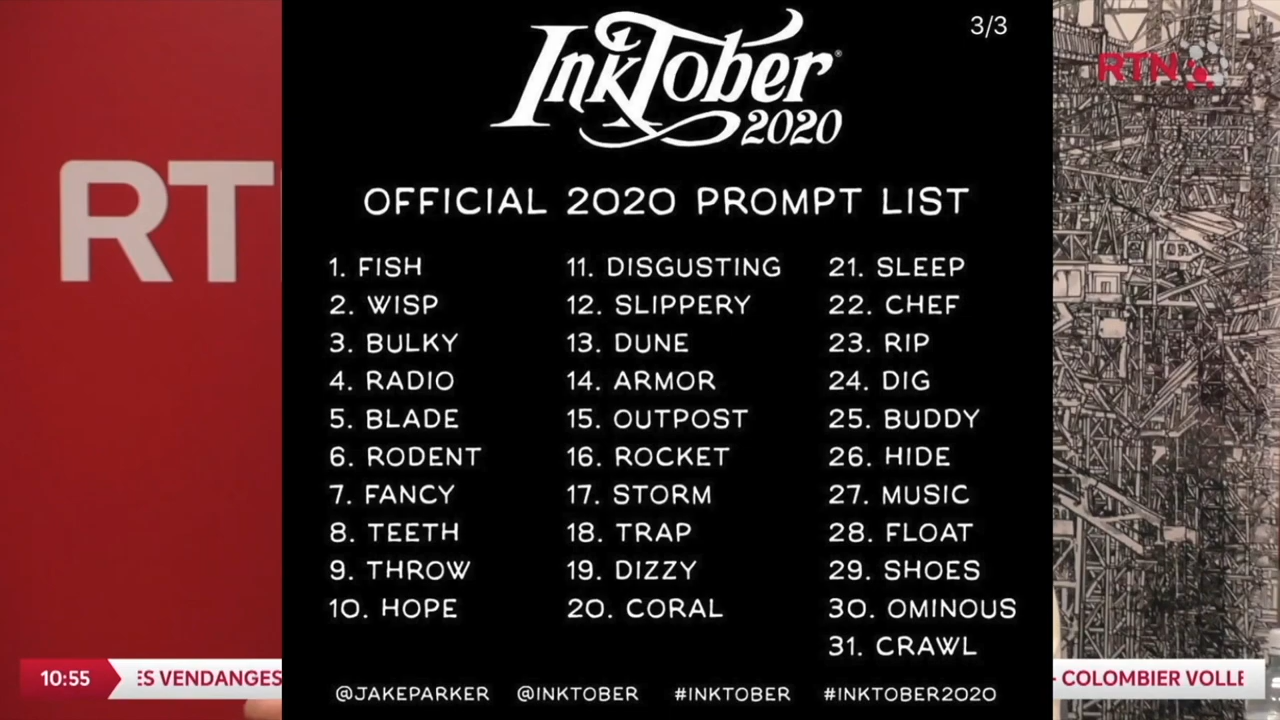 3/3
InkTober®
2020
RTN
RT
OFFICIAL 2020 PROMPT LIST
1. FISH
2. WISP
3. BULKY
4. RADIO
5. BLADE
6. RODENT
7. FANCY
8. TEETH
9. THROW
10. HOPE
11. DISGUSTING
12. SLIPPERY
13. DUNE
14. ARMOR
15. OUTPOST
16. ROCKET
17. STORM
18. TRAP
19. DIZZY
20. CORAL
21. SLEEP
22. CHEF
23. RIP
24. DIG
25. BUDDY
26. HIDE
27. MUSIC
28. FLOAT
29. SHOES
30. OMINOUS
31. CRAWL
10:55 ES VENDANGES - COLOMBIER VOLLE
@JAKEPARKER @INKTOBER #INKTOBER #INKTOBER2020